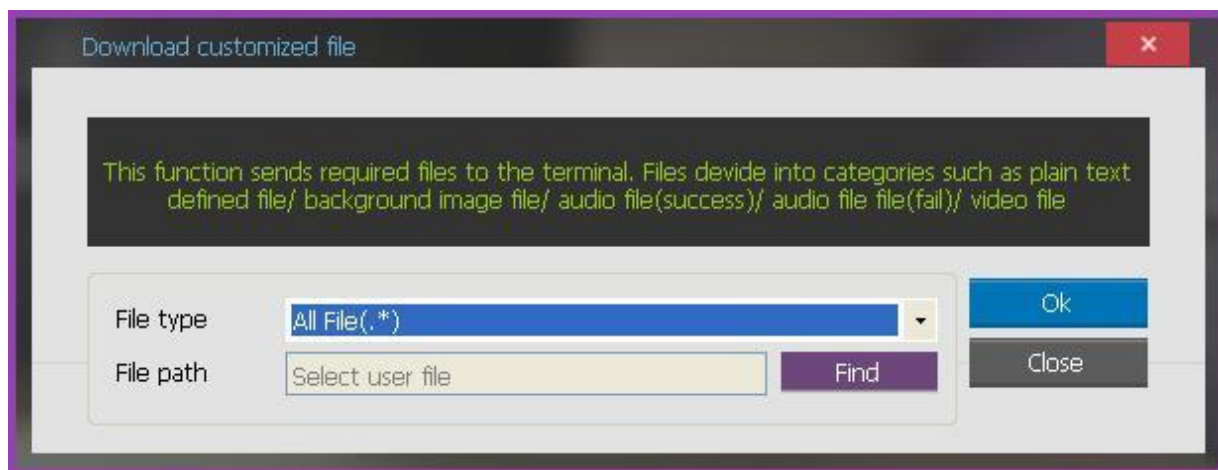 Download customized file
×
This function sends required files to the terminal. Files devide into categories such as plain text
defined file/ background image file/ audio file(success)/ audio file file(fail)/ video file
File type
All File(.*)
Ok
File path
Select user file
Find
Close